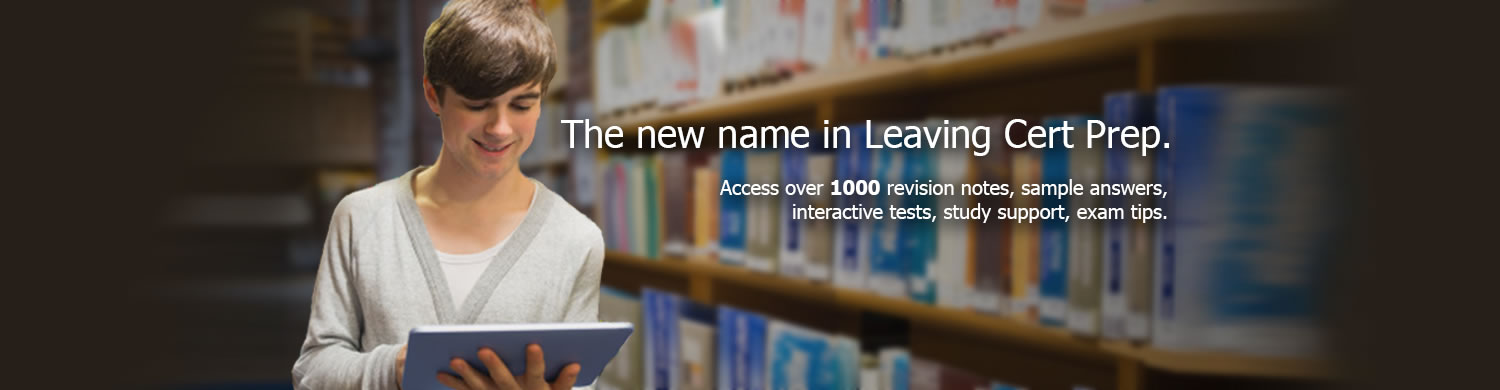 The new name in Leaving Cert Prep.
Access over 1000 revision notes, sample answers,
interactive tests, study support, exam tips.